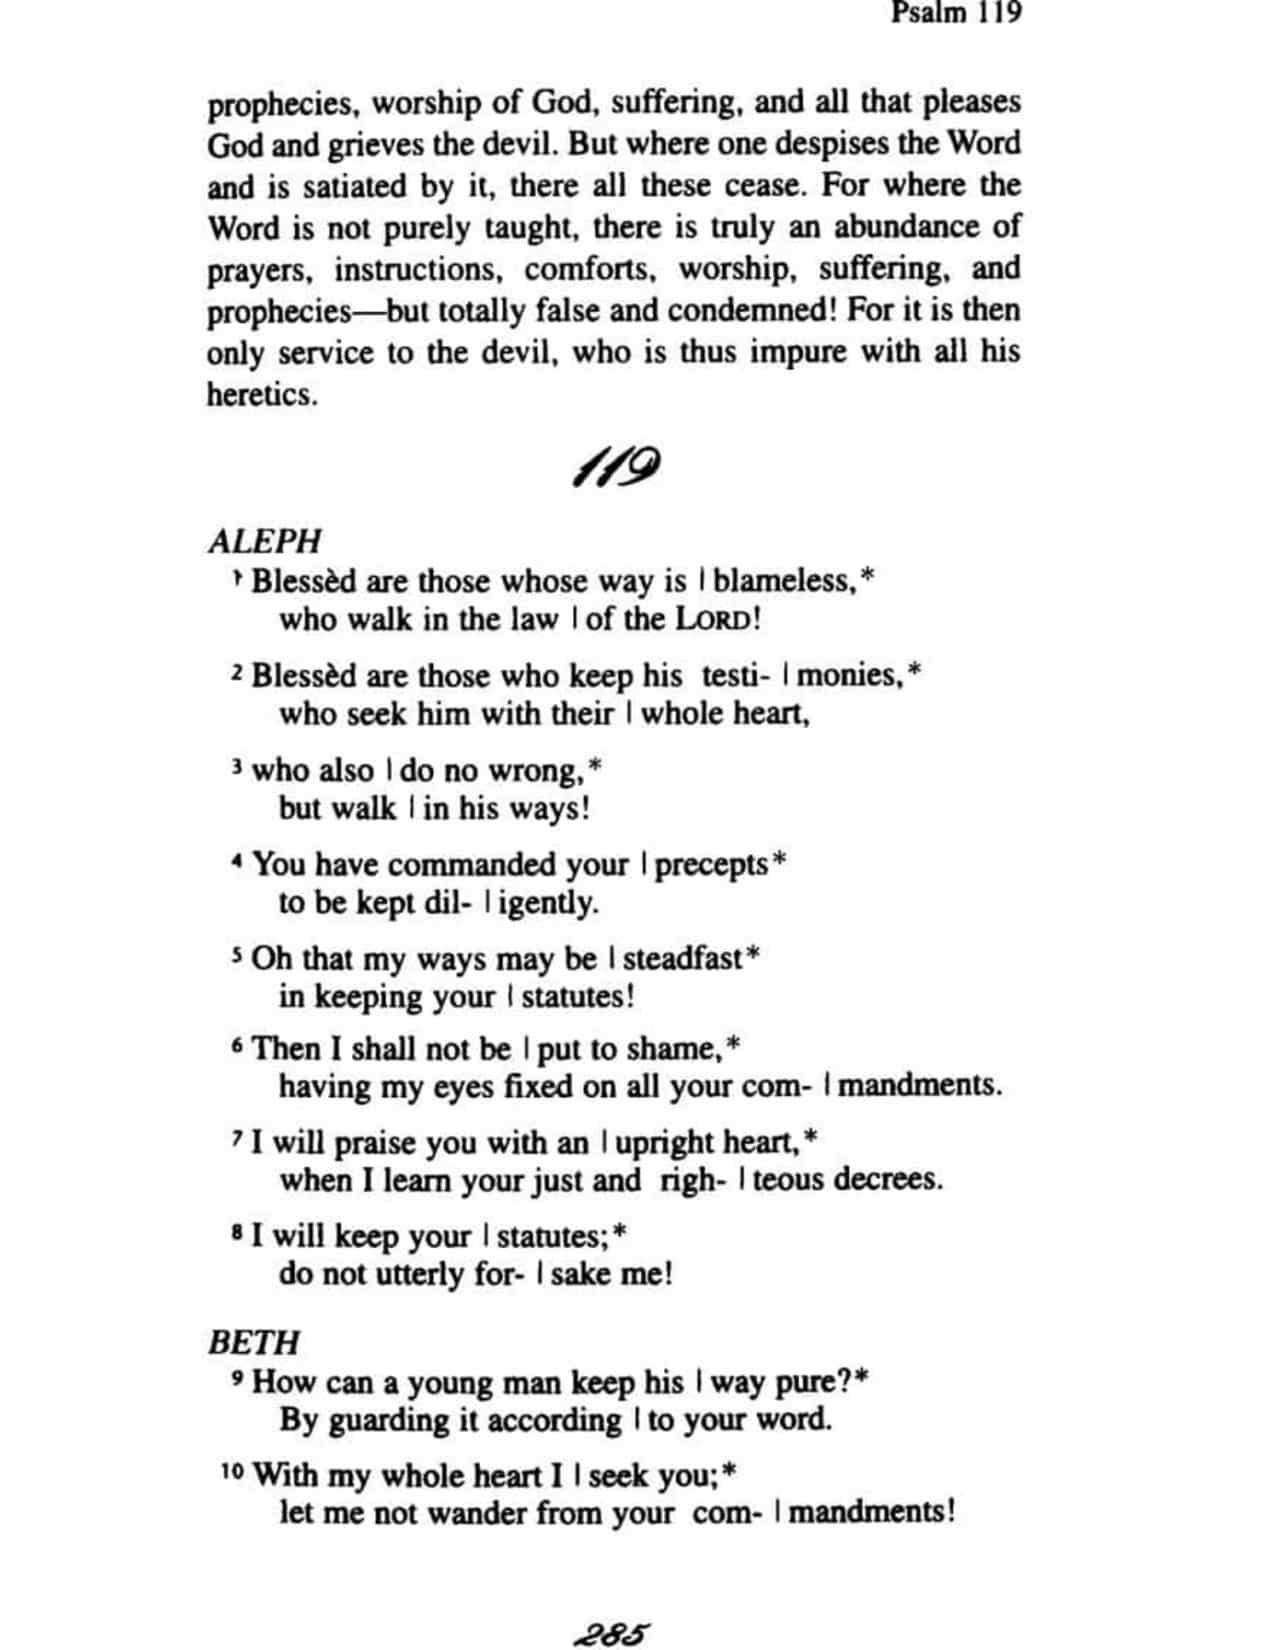 Psalm 119
prophecies, worship of God, suffering, and all that pleases
God and grieves the devil. But where one despises the Word
and is satiated by it, there all these cease. For where the
Word is not purely taught, there is truly an abundance of
prayers, instructions, comforts, worship, suffering, and
prophecies—but totally false and condemned! For it is then
only service to the devil, who is thus impure with all his
heretics.
119
ALEPH
1 Blessèd are those whose way is | blameless,*
who walk in the law | of the LORD!
2 Blessèd are those who keep his testi- | monies,*
who seek him with their | whole heart,
3 who also | do no wrong,*
but walk | in his ways!
4 You have commanded your | precepts*
to be kept dil- | igently.
5 Oh that my ways may be | steadfast*
in keeping your | statutes!
6 Then I shall not be | put to shame,*
having my eyes fixed on all your com- | mandments.
7 I will praise you with an | upright heart,*
when I learn your just and righ- | teous decrees.
8 I will keep your | statutes;*
do not utterly for- | sake me!
BETH
9 How can a young man keep his | way pure?*
By guarding it according | to your word.
10 With my whole heart I | seek you;*
let me not wander from your com- | mandments!
285